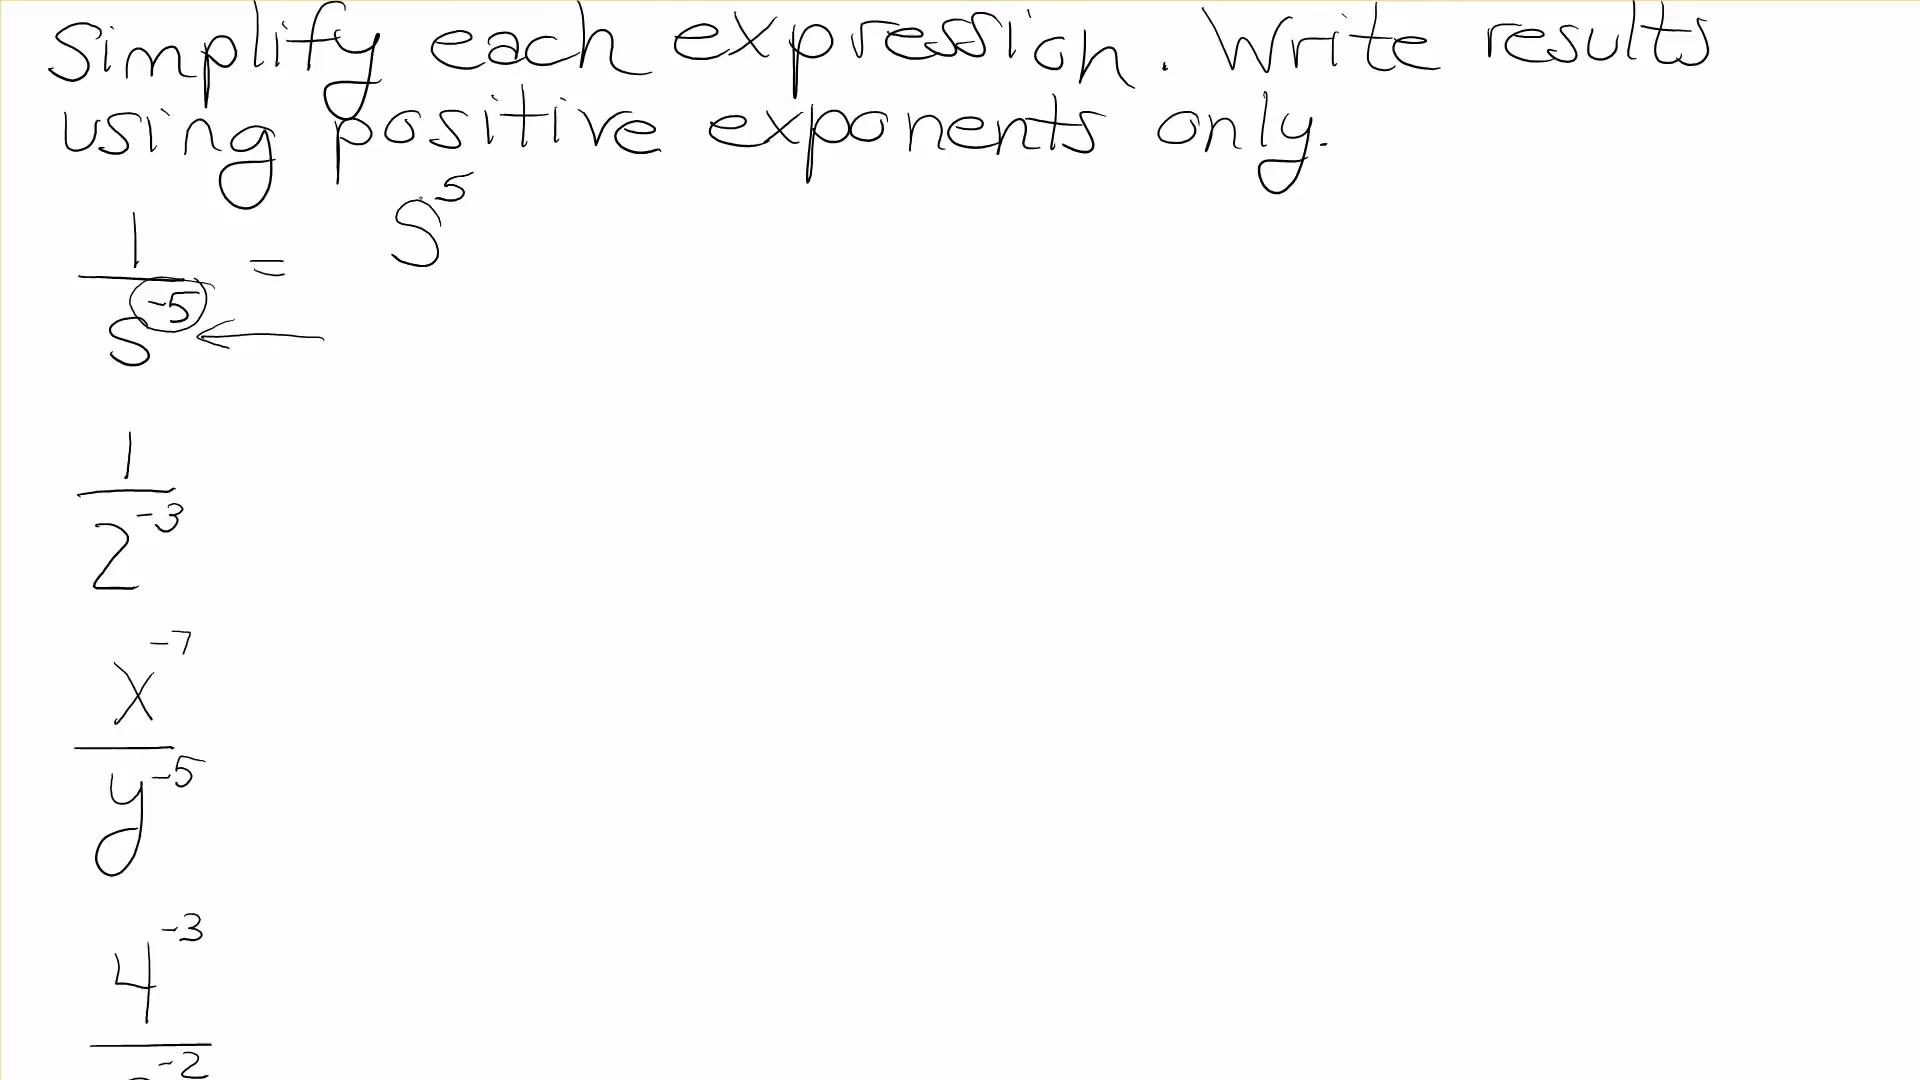 Simplify each expression. Write results
using positive exponents only.
1/s^-5 = s^5
1/2^-3
x^-7/y^-5
4^-3
-2